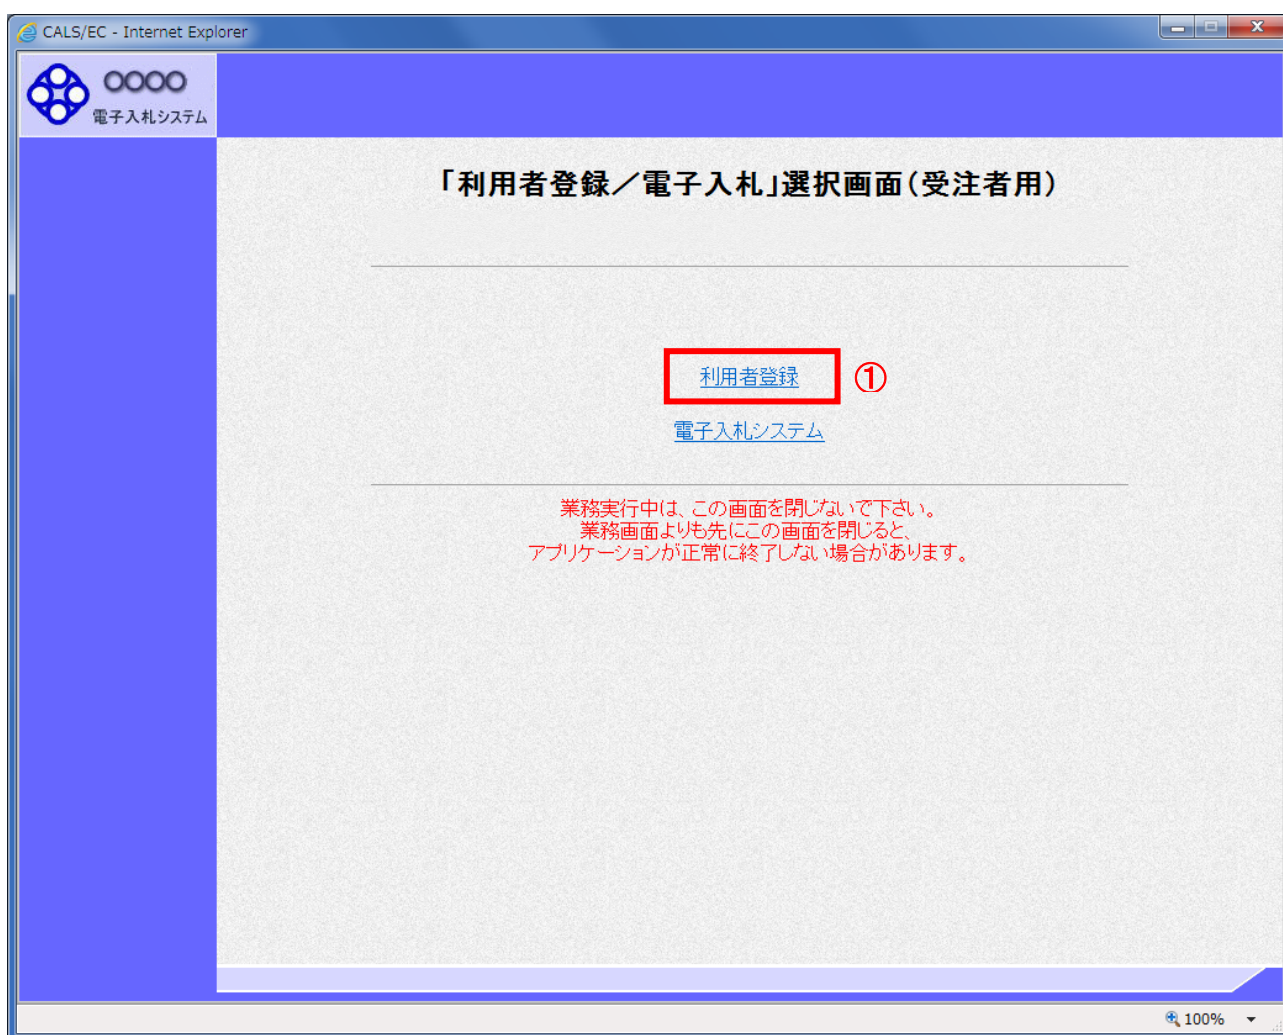 CALS/EC - Internet Explorer
○○○○
電子入札システム
「利用者登録／電子入札」選択画面（受注者用）
利用者登録 ①
電子入札システム
業務実行中は、この画面を閉じないで下さい。
業務画面よりも先にこの画面を閉じると、
アプリケーションが正常に終了しない場合があります。
100%